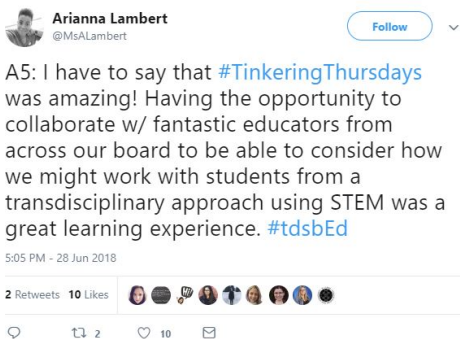 Arianna Lambert
@MsALambert
Follow
A5: I have to say that #TinkeringThursdays
was amazing! Having the opportunity to
collaborate w/ fantastic educators from
across our board to be able to consider how
we might work with students from a
transdisciplinary approach using STEM was a
great learning experience. #tdsbEd
5:05 PM - 28 Jun 2018
2 Retweets 10 Likes
2 10